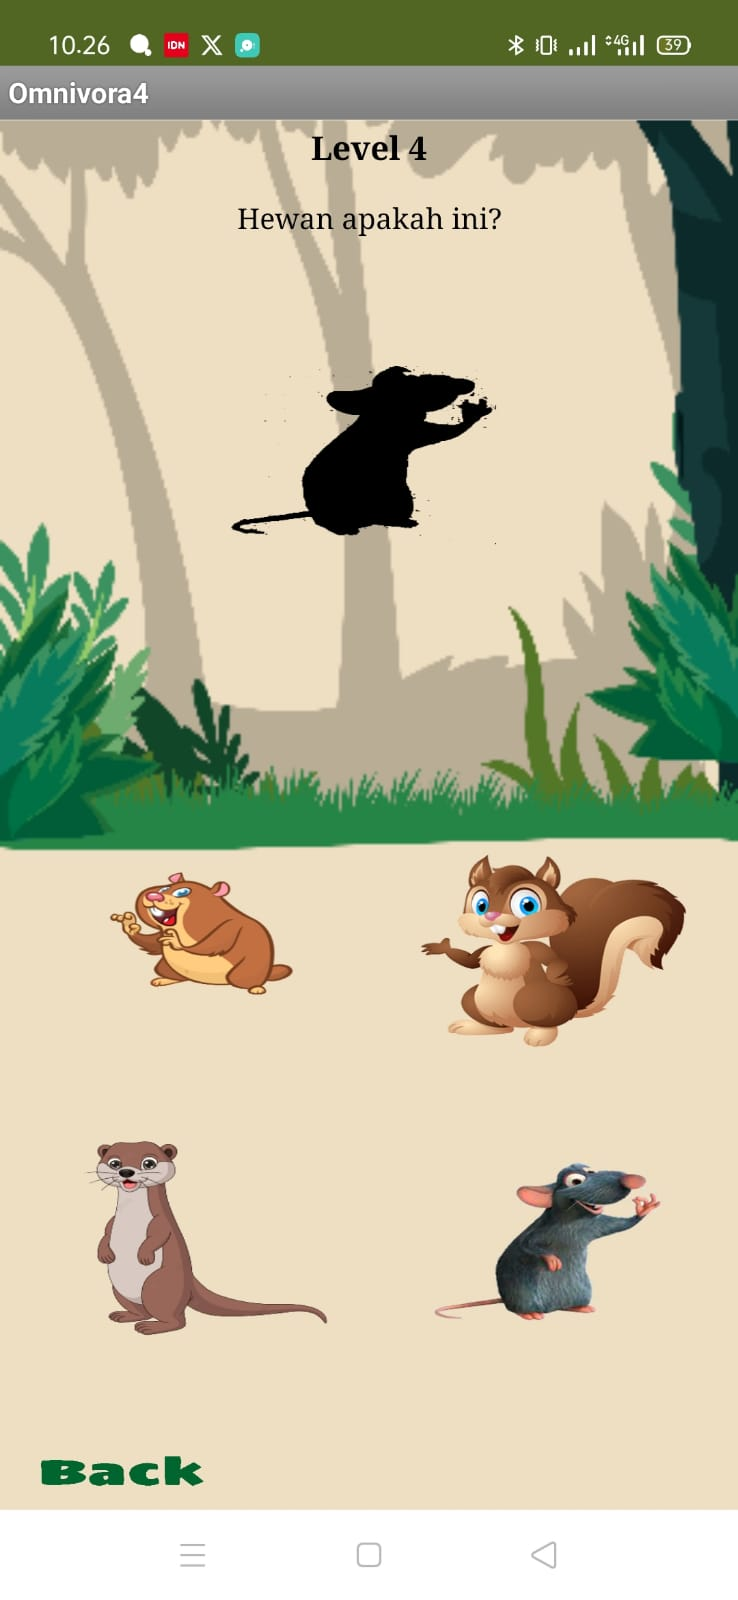 10.26
IDN
4G
39
Omnivora4
Level 4
Hewan apakah ini?
Back